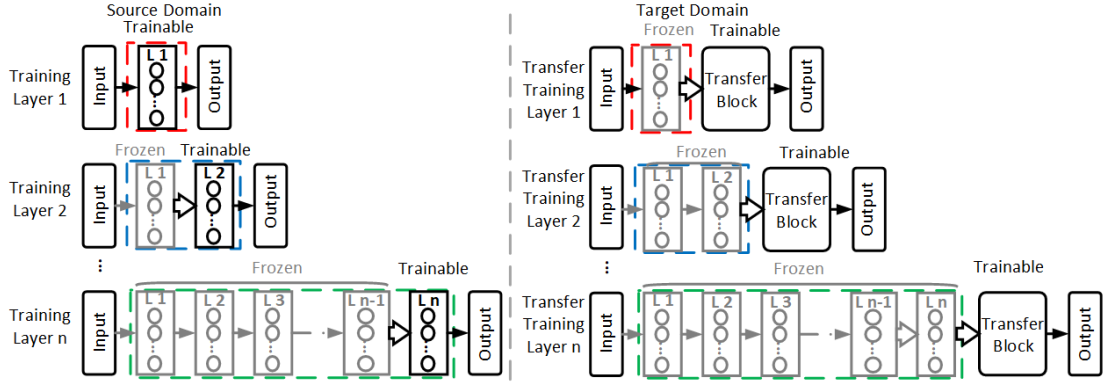 Source Domain
Trainable
Training
Layer 1
Input
L 1
Output
Frozen
Trainable
Training
Layer 2
Input
L 1
L 2
Output
⋮
Frozen
Trainable
Training
Layer n
Input
L 1
L 2
L 3
L n-1
L n
Output
Target Domain
Frozen
Trainable
Transfer
Training
Layer 1
Input
L 1
Transfer
Block
Output
Frozen
Trainable
Transfer
Training
Layer 2
Input
L 1
L 2
Transfer
Block
Output
⋮
Frozen
Trainable
Transfer
Training
Layer n
Input
L 1
L 2
L 3
L n-1
L n
Transfer
Block
Output